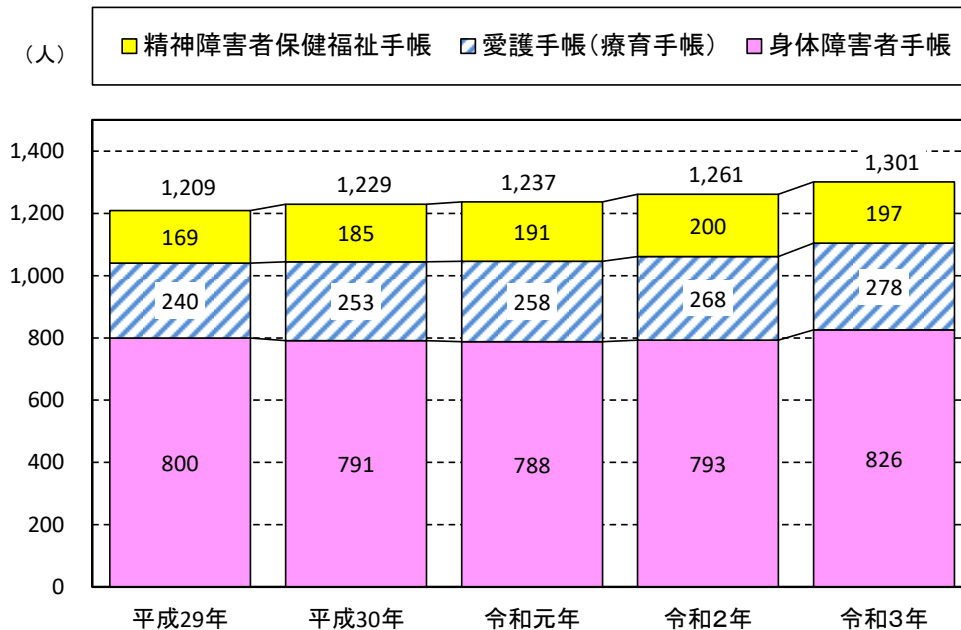 （人）
精神障害者保健福祉手帳 愛護手帳（療育手帳） 身体障害者手帳
1,400
1,209 1,229 1,237 1,261 1,301
1,200
169 185 191 200 197
1,000
240 253 258 268 278
800
600
400
800 791 788 793 826
200
0
平成29年 平成30年 令和元年 令和２年 令和３年